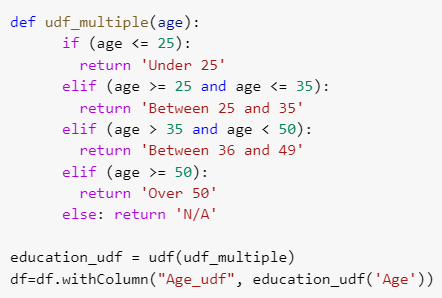 def udf_multiple(age):
      if (age <= 25):
        return 'Under 25'
      elif (age >= 25 and age <= 35):
        return 'Between 25 and 35'
      elif (age > 35 and age < 50):
        return 'Between 36 and 49'
      elif (age >= 50):
        return 'Over 50'
      else: return 'N/A'

education_udf = udf(udf_multiple)
df=df.withColumn("Age_udf", education_udf('Age'))